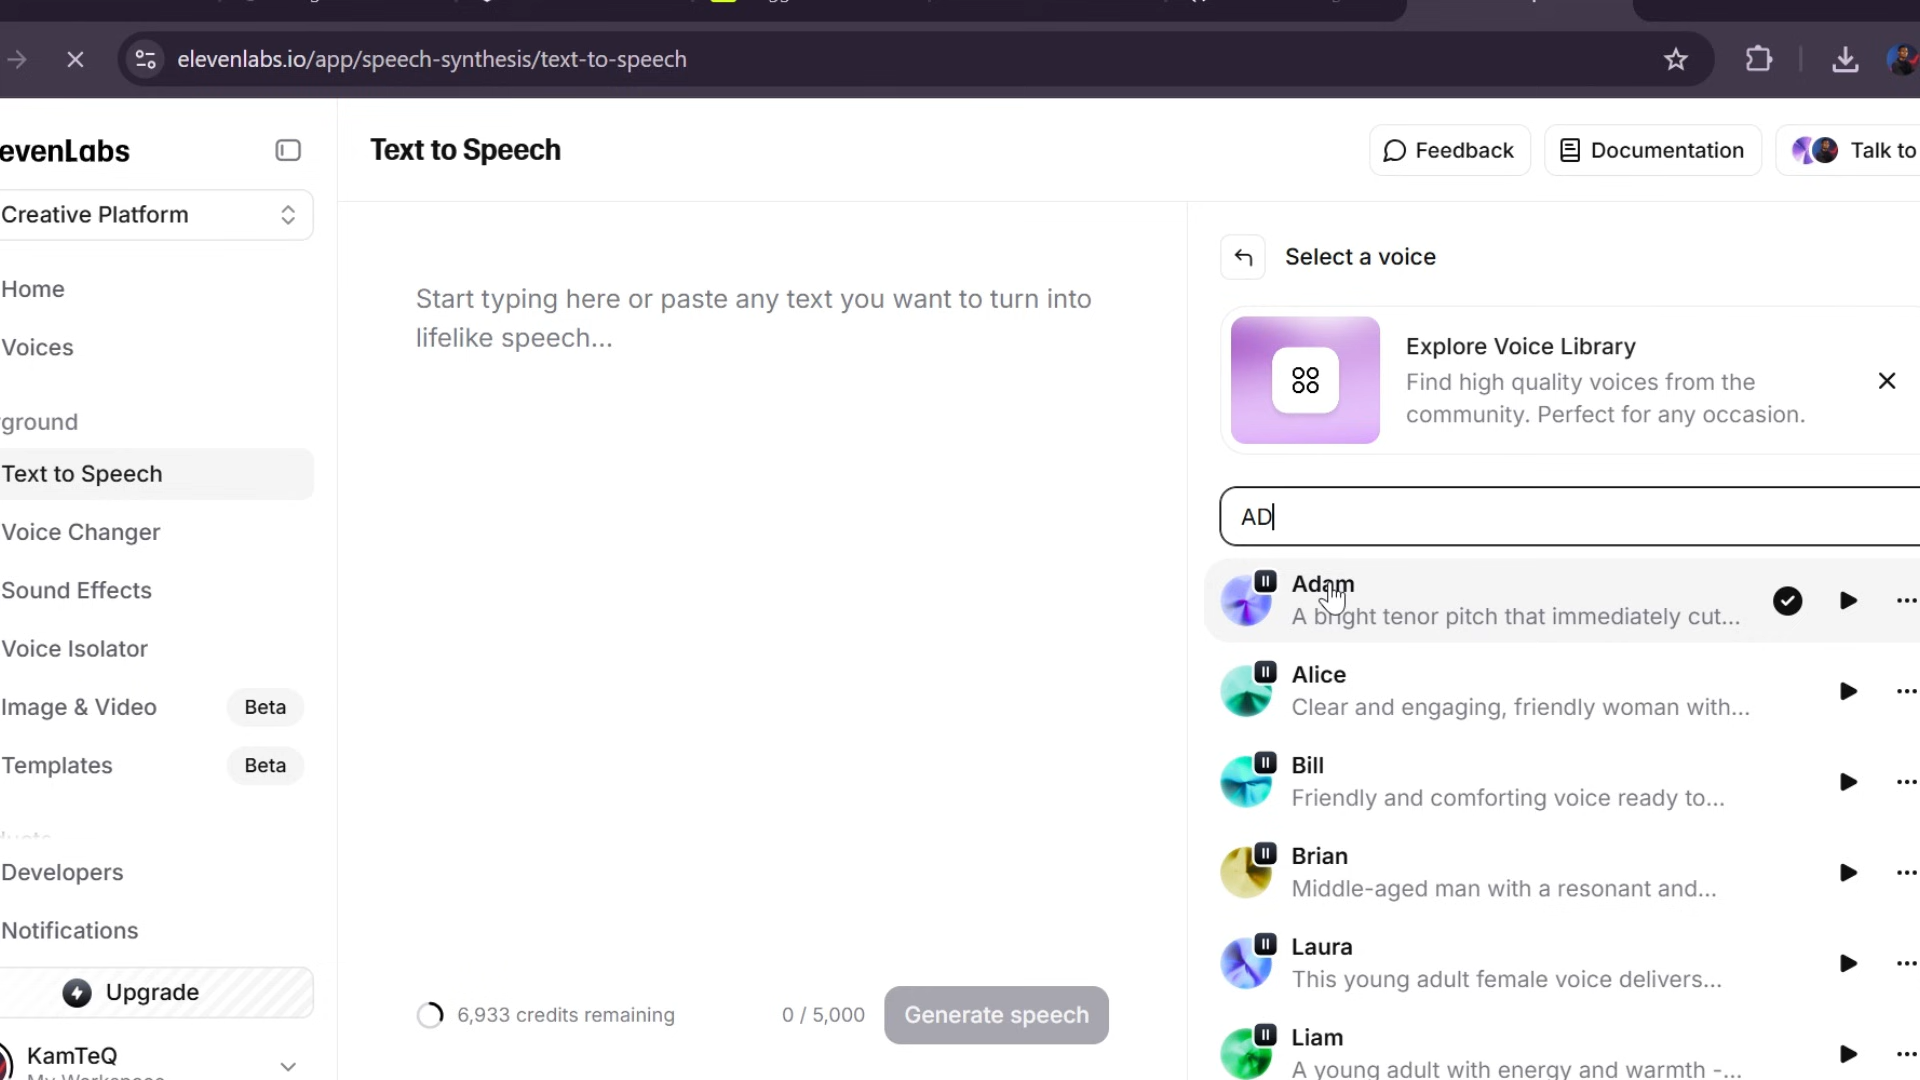 elevenlabs.io/app/speech-synthesis/text-to-speech
evenLabs
Creative Platform
Home
Voices
ground
Text to Speech
Voice Changer
Sound Effects
Voice Isolator
Image & Video Beta
Templates Beta
Developers
Notifications
Upgrade
KamTeQ
My Workspace
Text to Speech
Feedback
Documentation
Talk to
Start typing here or paste any text you want to turn into
lifelike speech...
6,933 credits remaining
0 / 5,000
Generate speech
Select a voice
Explore Voice Library
Find high quality voices from the
community. Perfect for any occasion.
AD
Adam
A bright tenor pitch that immediately cut...
Alice
Clear and engaging, friendly woman with...
Bill
Friendly and comforting voice ready to...
Brian
Middle-aged man with a resonant and...
Laura
This young adult female voice delivers...
Liam
A young adult with energy and warmth -...